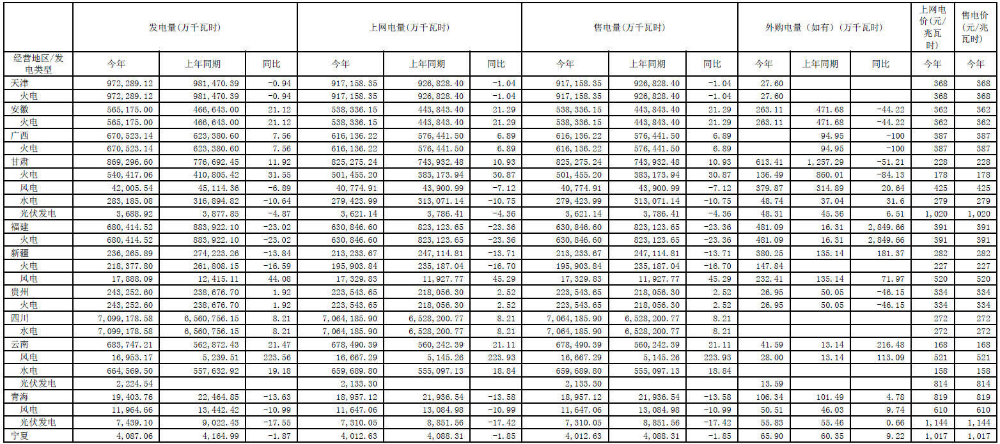 发电量(万千瓦时) 上网电量(万千瓦时) 售电量(万千瓦时) 外购电量（如有）(万千瓦时) 上网电价(元/兆瓦时) 售电价(元/兆瓦时)
经营地区/发电类型 今年 上年同期 同比 今年 上年同期 同比 今年 上年同期 同比 今年 上年同期 同比 今年 今年
天津 972,289.12 981,470.39 -0.94 917,158.35 926,828.40 -1.04 917,158.35 926,828.40 -1.04 27.60 368 368
火电 972,289.12 981,470.39 -0.94 917,158.35 926,828.40 -1.04 917,158.35 926,828.40 -1.04 27.60 368 368
安徽 565,175.00 466,643.00 21.12 538,336.15 443,843.40 21.29 538,336.15 443,843.40 21.29 263.11 471.68 -44.22 362 362
火电 565,175.00 466,643.00 21.12 538,336.15 443,843.40 21.29 538,336.15 443,843.40 21.29 263.11 471.68 -44.22 362 362
广西 670,523.14 623,380.60 7.56 616,136.22 576,441.50 6.89 616,136.22 576,441.50 6.89 94.95 -100 387 387
火电 670,523.14 623,380.60 7.56 616,136.22 576,441.50 6.89 616,136.22 576,441.50 6.89 94.95 -100 387 387
甘肃 869,296.60 776,692.45 11.92 825,275.24 743,932.48 10.93 825,275.24 743,932.48 10.93 613.41 1,257.29 -51.21 228 228
火电 540,417.06 410,805.42 31.55 501,455.20 383,173.94 30.87 501,455.20 383,173.94 30.87 136.49 860.01 -84.13 178 178
风电 42,005.54 45,114.36 -6.89 40,774.91 43,900.99 -7.12 40,774.91 43,900.99 -7.12 379.87 314.89 20.64 425 425
水电 283,185.08 316,894.82 -10.64 279,423.99 313,071.14 -10.75 279,423.99 313,071.14 -10.75 48.74 37.04 31.6 279 279
光伏发电 3,688.92 3,877.85 -4.87 3,621.14 3,786.41 -4.36 3,621.14 3,786.41 -4.36 48.31 45.36 6.51 1,020 1,020
福建 680,414.52 883,922.10 -23.02 630,846.60 823,123.65 -23.36 630,846.60 823,123.65 -23.36 481.09 16.31 2,849.66 391 391
火电 680,414.52 883,922.10 -23.02 630,846.60 823,123.65 -23.36 630,846.60 823,123.65 -23.36 481.09 16.31 2,849.66 391 391
新疆 236,265.89 274,223.26 -13.84 213,233.67 247,114.81 -13.71 213,233.67 247,114.81 -13.71 380.25 135.14 181.37 282 282
火电 218,377.80 261,808.15 -16.59 195,903.84 235,187.04 -16.70 195,903.84 235,187.04 -16.70 147.84 227 227
风电 17,888.09 12,415.11 44.08 17,329.83 11,927.77 45.29 17,329.83 11,927.77 45.29 232.41 135.14 71.97 520 520
贵州 243,252.60 238,676.70 1.92 223,543.65 218,056.30 2.52 223,543.65 218,056.30 2.52 26.95 50.05 -46.15 334 334
火电 243,252.60 238,676.70 1.92 223,543.65 218,056.30 2.52 223,543.65 218,056.30 2.52 26.95 50.05 -46.15 334 334
四川 7,099,178.58 6,560,756.15 8.21 7,064,185.90 6,528,200.77 8.21 7,064,185.90 6,528,200.77 8.21 272 272
水电 7,099,178.58 6,560,756.15 8.21 7,064,185.90 6,528,200.77 8.21 7,064,185.90 6,528,200.77 8.21 272 272
云南 683,747.21 562,872.43 21.47 678,490.39 560,242.39 21.11 678,490.39 560,242.39 21.11 41.59 13.14 216.48 168 168
风电 16,953.17 5,239.51 223.56 16,667.29 5,145.26 223.93 16,667.29 5,145.26 223.93 28.00 13.14 113.09 521 521
水电 664,569.50 557,632.92 19.18 659,689.80 555,097.13 18.84 659,689.80 555,097.13 18.84 158 158
光伏发电 2,224.54 2,133.30 2,133.30 13.59 814 814
青海 19,403.76 22,464.85 -13.63 18,957.12 21,936.54 -13.58 18,957.12 21,936.54 -13.58 106.34 101.49 4.78 819 819
风电 11,964.66 13,442.42 -10.99 11,647.06 13,084.98 -10.99 11,647.06 13,084.98 -10.99 50.51 46.03 9.74 610 610
光伏发电 7,439.10 9,022.43 -17.55 7,310.05 8,851.56 -17.42 7,310.05 8,851.56 -17.42 55.83 55.46 0.66 1,144 1,144
宁夏 4,087.06 4,164.99 -1.87 4,012.63 4,088.31 -1.85 4,012.63 4,088.31 -1.85 65.90 60.35 9.22 1,017 1,017